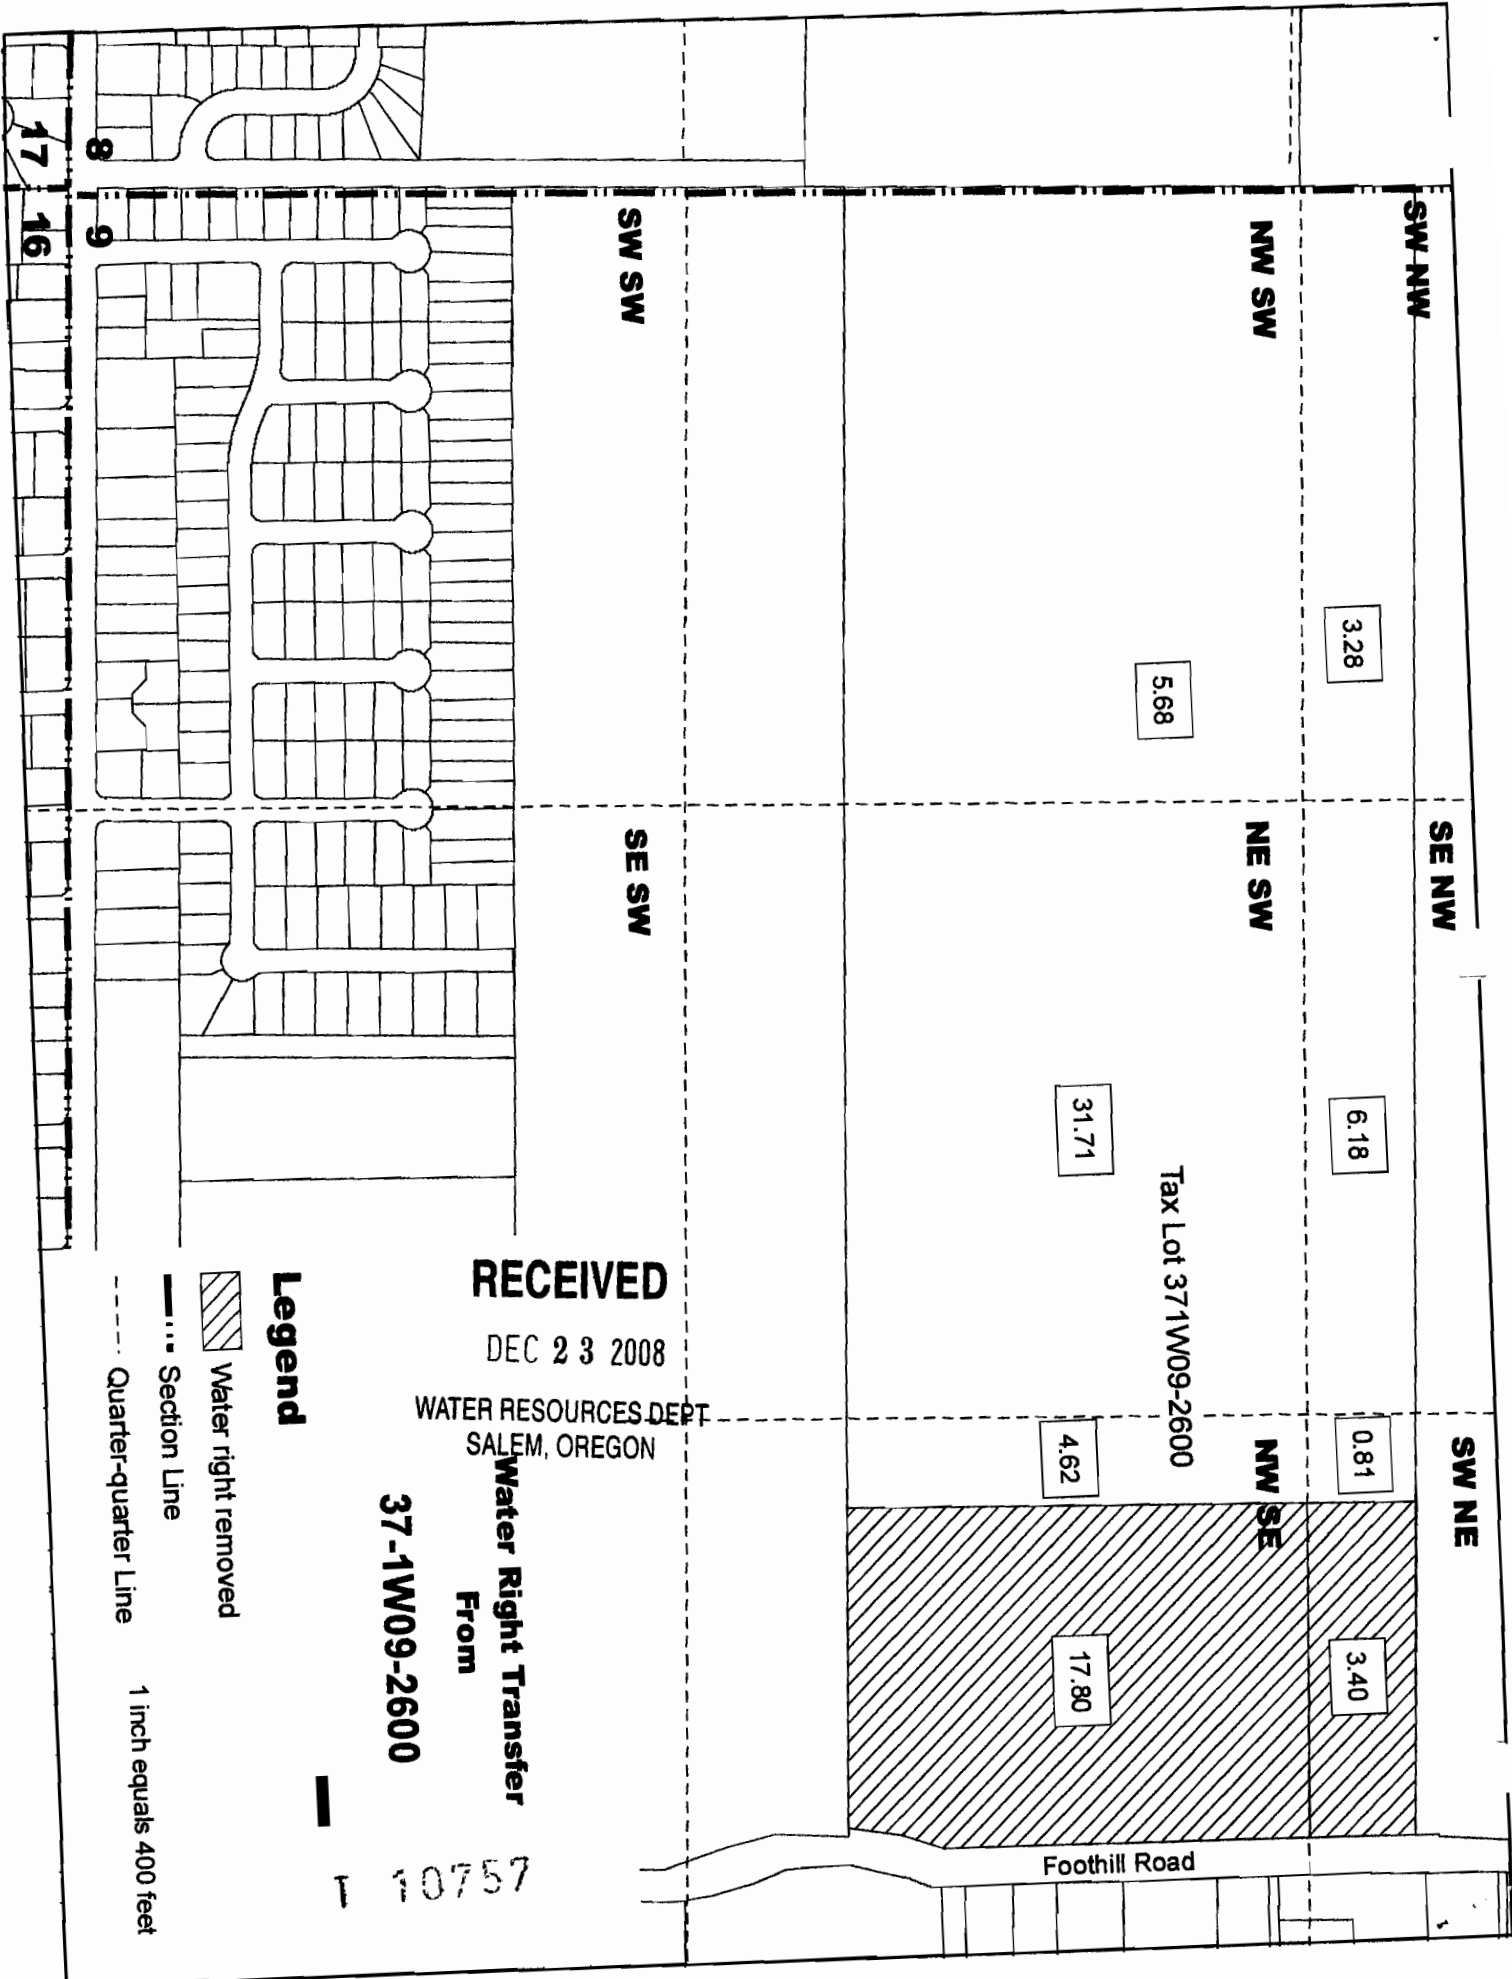 SW NW
SE NW
SW NE
3.28
6.18
0.81
3.40
NW SW
NE SW
NW SE
5.68
Tax Lot 371W09-2600
31.71
4.62
17.80
Foothill Road
SW SW
SE SW
8
9
17
16
RECEIVED
DEC 23 2008
WATER RESOURCES DEPT
SALEM, OREGON
Water Right Transfer
From
37-1W09-2600
Legend
Water right removed
Section Line
Quarter-quarter Line
1 inch equals 400 feet
10757